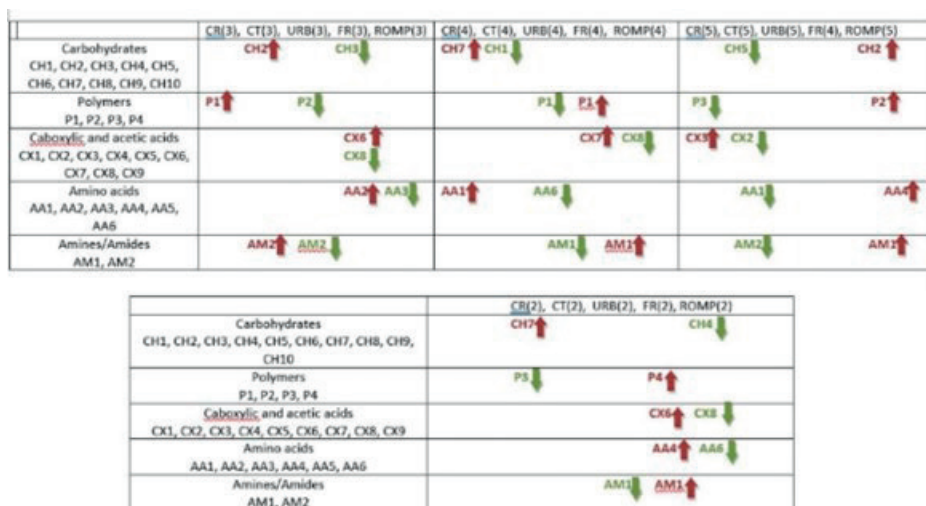 CR(3), CT(3), URB(3), FR(3), ROMP(3) CR(4), CT(4), URB(4), FR(4), ROMP(4) CR(5), CT(5), URB(5), FR(4), ROMP(5)
Carbohydrates CH2 CH3 CH7 CH1 CH5 CH2
CH1, CH2, CH3, CH4, CH5,
CH6, CH7, CH8, CH9, CH10
Polymers P1 P2 P1 P1 P3 P2
P1, P2, P3, P4
Caboxylic and acetic acids CX6 CX7 CX8 CX3 CX2
CX1, CX2, CX3, CX4, CX5, CX6, CX8
CX7, CX8, CX9
Amino acids AA2 AA3 AA1 AA6 AA1 AA4
AA1, AA2, AA3, AA4, AA5,
AA6
Amines/Amides AM2 AM2 AM1 AM1 AM2 AM1
AM1, AM2
CR(2), CT(2), URB(2), FR(2), ROMP(2)
Carbohydrates CH7 CH4
CH1, CH2, CH3, CH4, CH5, CH6, CH7, CH8, CH9,
CH10
Polymers P3 P4
P1, P2, P3, P4
Caboxylic and acetic acids CX6 CX8
CX1, CX2, CX3, CX4, CX5, CX6, CX7, CX8, CX9
Amino acids AA4 AA6
AA1, AA2, AA3, AA4, AA5, AA6
Amines/Amides AM1 AM1
AM1, AM2